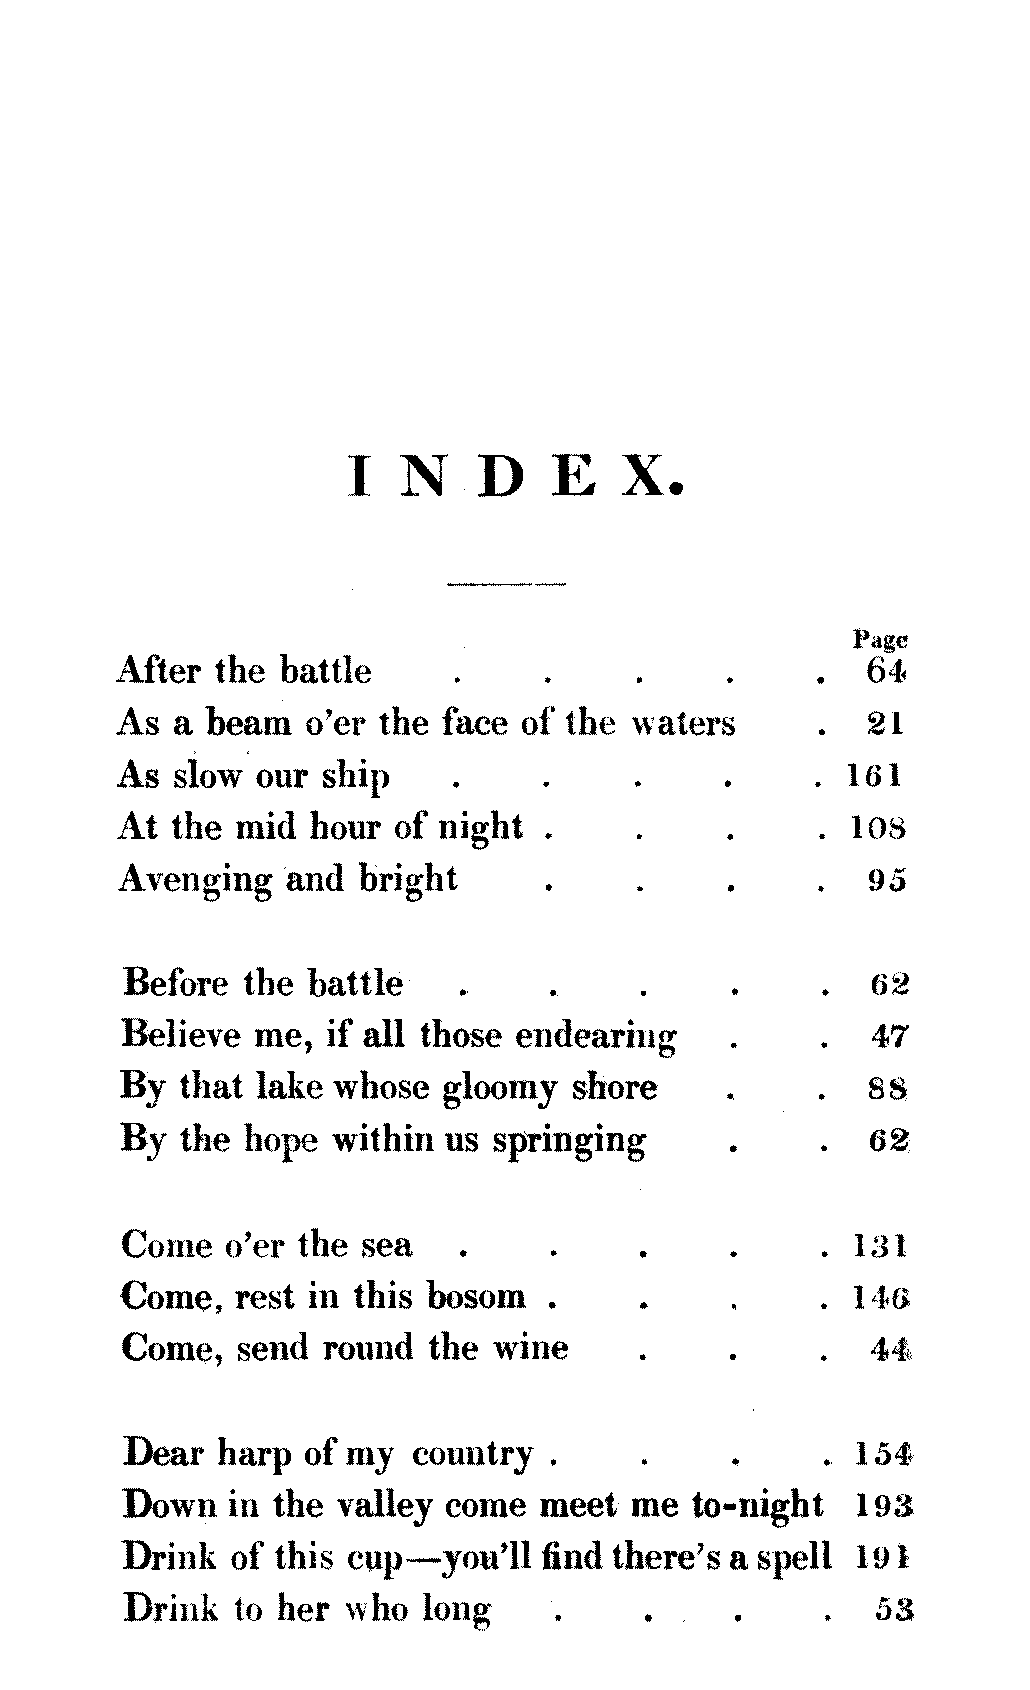 INDEX.
Page
After the battle . . . . . 64
As a beam o'er the face of the waters . 21
As slow our ship . . . . . 161
At the mid hour of night . . . . 108
Avenging and bright . . . . 95
Before the battle . . . . . 62
Believe me, if all those endearing . . 47
By that lake whose gloomy shore . . 88
By the hope within us springing . . 62
Come o'er the sea . . . . . 131
Come, rest in this bosom . . . . 146
Come, send round the wine . . . 44
Dear harp of my country . . . . 154
Down in the valley come meet me to-night 193
Drink of this cup—you'll find there's a spell 191
Drink to her who long . . . . 53